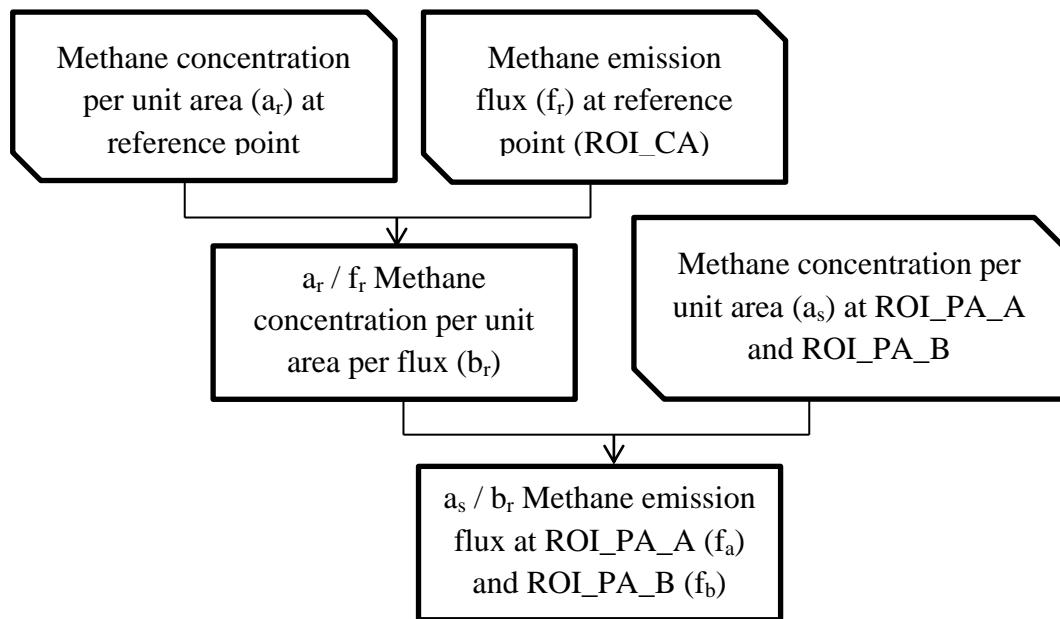 Methane concentration
per unit area (aᵣ) at
reference point
Methane emission
flux (fᵣ) at reference
point (ROI_CA)
aᵣ / fᵣ Methane
concentration per unit
area per flux (bᵣ)
Methane concentration per
unit area (aₛ) at ROI_PA_A
and ROI_PA_B
aₛ / bᵣ Methane emission
flux at ROI_PA_A (fₐ)
and ROI_PA_B (f_b)